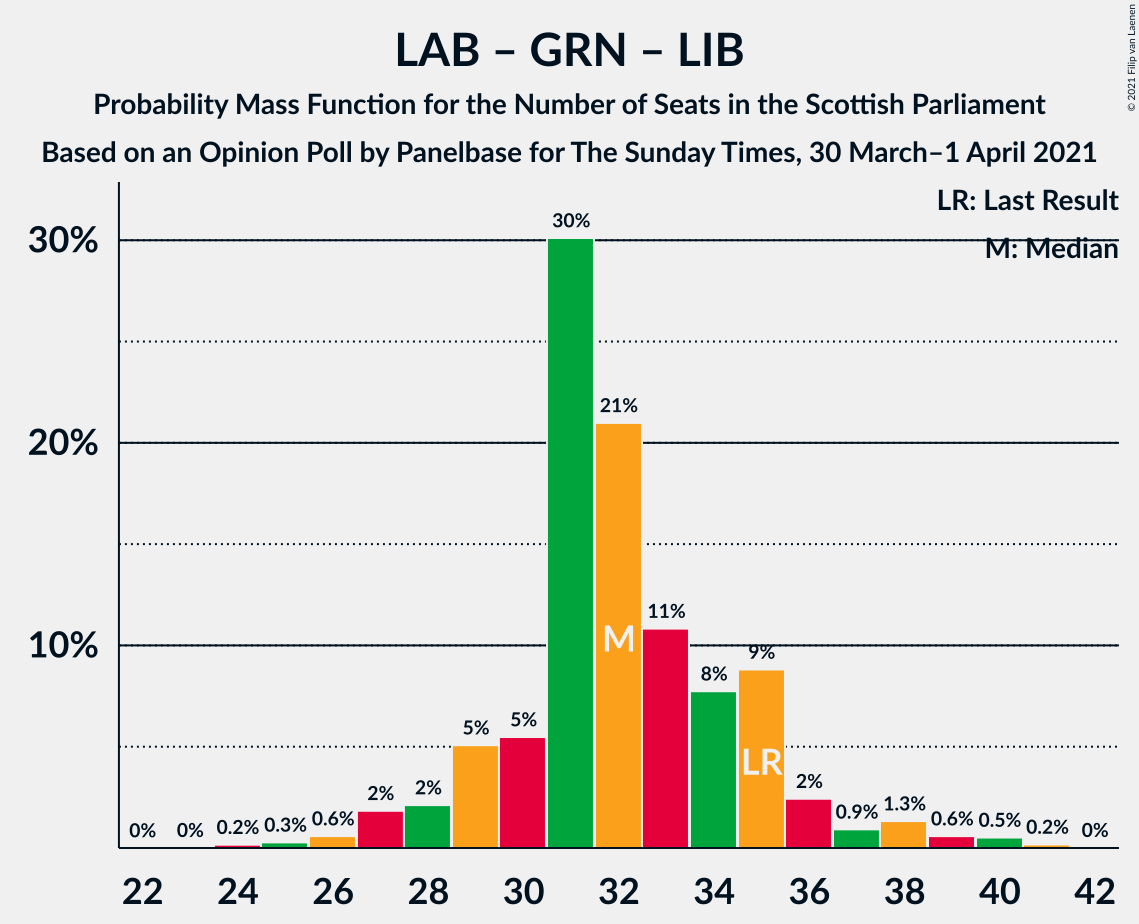 LAB – GRN – LIB
Probability Mass Function for the Number of Seats in the Scottish Parliament
Based on an Opinion Poll by Panelbase for The Sunday Times, 30 March–1 April 2021
© 2021 Filip van Laenen
LR: Last Result
M: Median
30%
20%
10%
0% 0% 0.2% 0.3% 0.6% 2% 2% 5% 5% 30% 21% 11% 8% 9% 2% 0.9% 1.3% 0.6% 0.5% 0.2% 0%
M
LR
22 24 26 28 30 32 34 36 38 40 42